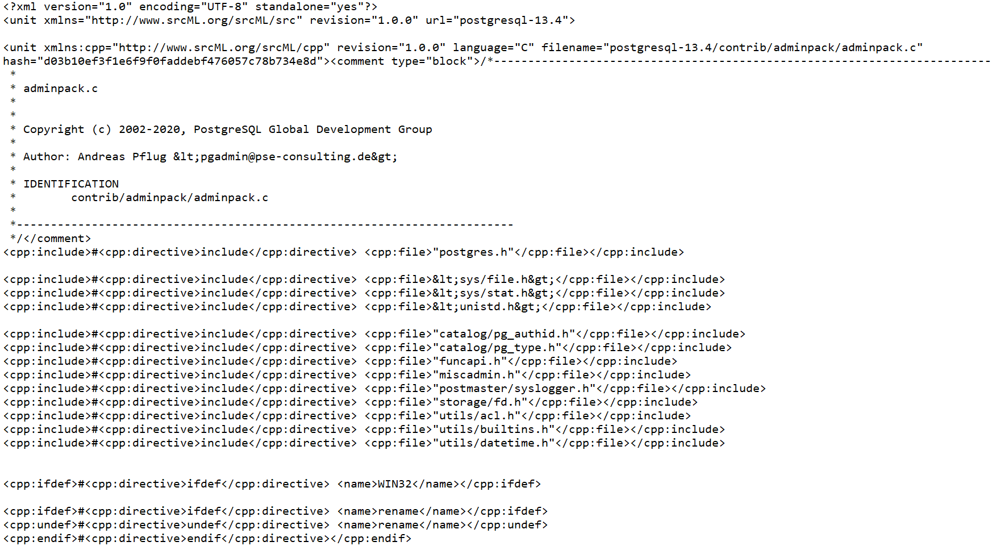 <?xml version="1.0" encoding="UTF-8" standalone="yes"?>
<unit xmlns="http://www.srcML.org/srcML/src" revision="1.0.0" url="postgresql-13.4">

<unit xmlns:cpp="http://www.srcML.org/srcML/cpp" revision="1.0.0" language="C" filename="postgresql-13.4/contrib/adminpack/adminpack.c"
hash="d03b10ef3f1e6f9f0faddebf476057c78b734e8d"><comment type="block">/*-------------------------------------------------------------------------
 *
 * adminpack.c
 *
 *
 * Copyright (c) 2002-2020, PostgreSQL Global Development Group
 *
 * Author: Andreas Pflug &lt;pgadmin@pse-consulting.de&gt;
 *
 * IDENTIFICATION
 *        contrib/adminpack/adminpack.c
 *
 *-------------------------------------------------------------------------
 */</comment>
<cpp:include>#<cpp:directive>include</cpp:directive> <cpp:file>"postgres.h"</cpp:file></cpp:include>

<cpp:include>#<cpp:directive>include</cpp:directive> <cpp:file>&lt;sys/file.h&gt;</cpp:file></cpp:include>
<cpp:include>#<cpp:directive>include</cpp:directive> <cpp:file>&lt;sys/stat.h&gt;</cpp:file></cpp:include>
<cpp:include>#<cpp:directive>include</cpp:directive> <cpp:file>&lt;unistd.h&gt;</cpp:file></cpp:include>

<cpp:include>#<cpp:directive>include</cpp:directive> <cpp:file>"catalog/pg_authid.h"</cpp:file></cpp:include>
<cpp:include>#<cpp:directive>include</cpp:directive> <cpp:file>"catalog/pg_type.h"</cpp:file></cpp:include>
<cpp:include>#<cpp:directive>include</cpp:directive> <cpp:file>"funcapi.h"</cpp:file></cpp:include>
<cpp:include>#<cpp:directive>include</cpp:directive> <cpp:file>"miscadmin.h"</cpp:file></cpp:include>
<cpp:include>#<cpp:directive>include</cpp:directive> <cpp:file>"postmaster/syslogger.h"</cpp:file></cpp:include>
<cpp:include>#<cpp:directive>include</cpp:directive> <cpp:file>"storage/fd.h"</cpp:file></cpp:include>
<cpp:include>#<cpp:directive>include</cpp:directive> <cpp:file>"utils/acl.h"</cpp:file></cpp:include>
<cpp:include>#<cpp:directive>include</cpp:directive> <cpp:file>"utils/builtins.h"</cpp:file></cpp:include>
<cpp:include>#<cpp:directive>include</cpp:directive> <cpp:file>"utils/datetime.h"</cpp:file></cpp:include>


<cpp:ifdef>#<cpp:directive>ifdef</cpp:directive> <name>WIN32</name></cpp:ifdef>

<cpp:ifdef>#<cpp:directive>ifdef</cpp:directive> <name>rename</name></cpp:ifdef>
<cpp:undef>#<cpp:directive>undef</cpp:directive> <name>rename</name></cpp:undef>
<cpp:endif>#<cpp:directive>endif</cpp:directive></cpp:endif>